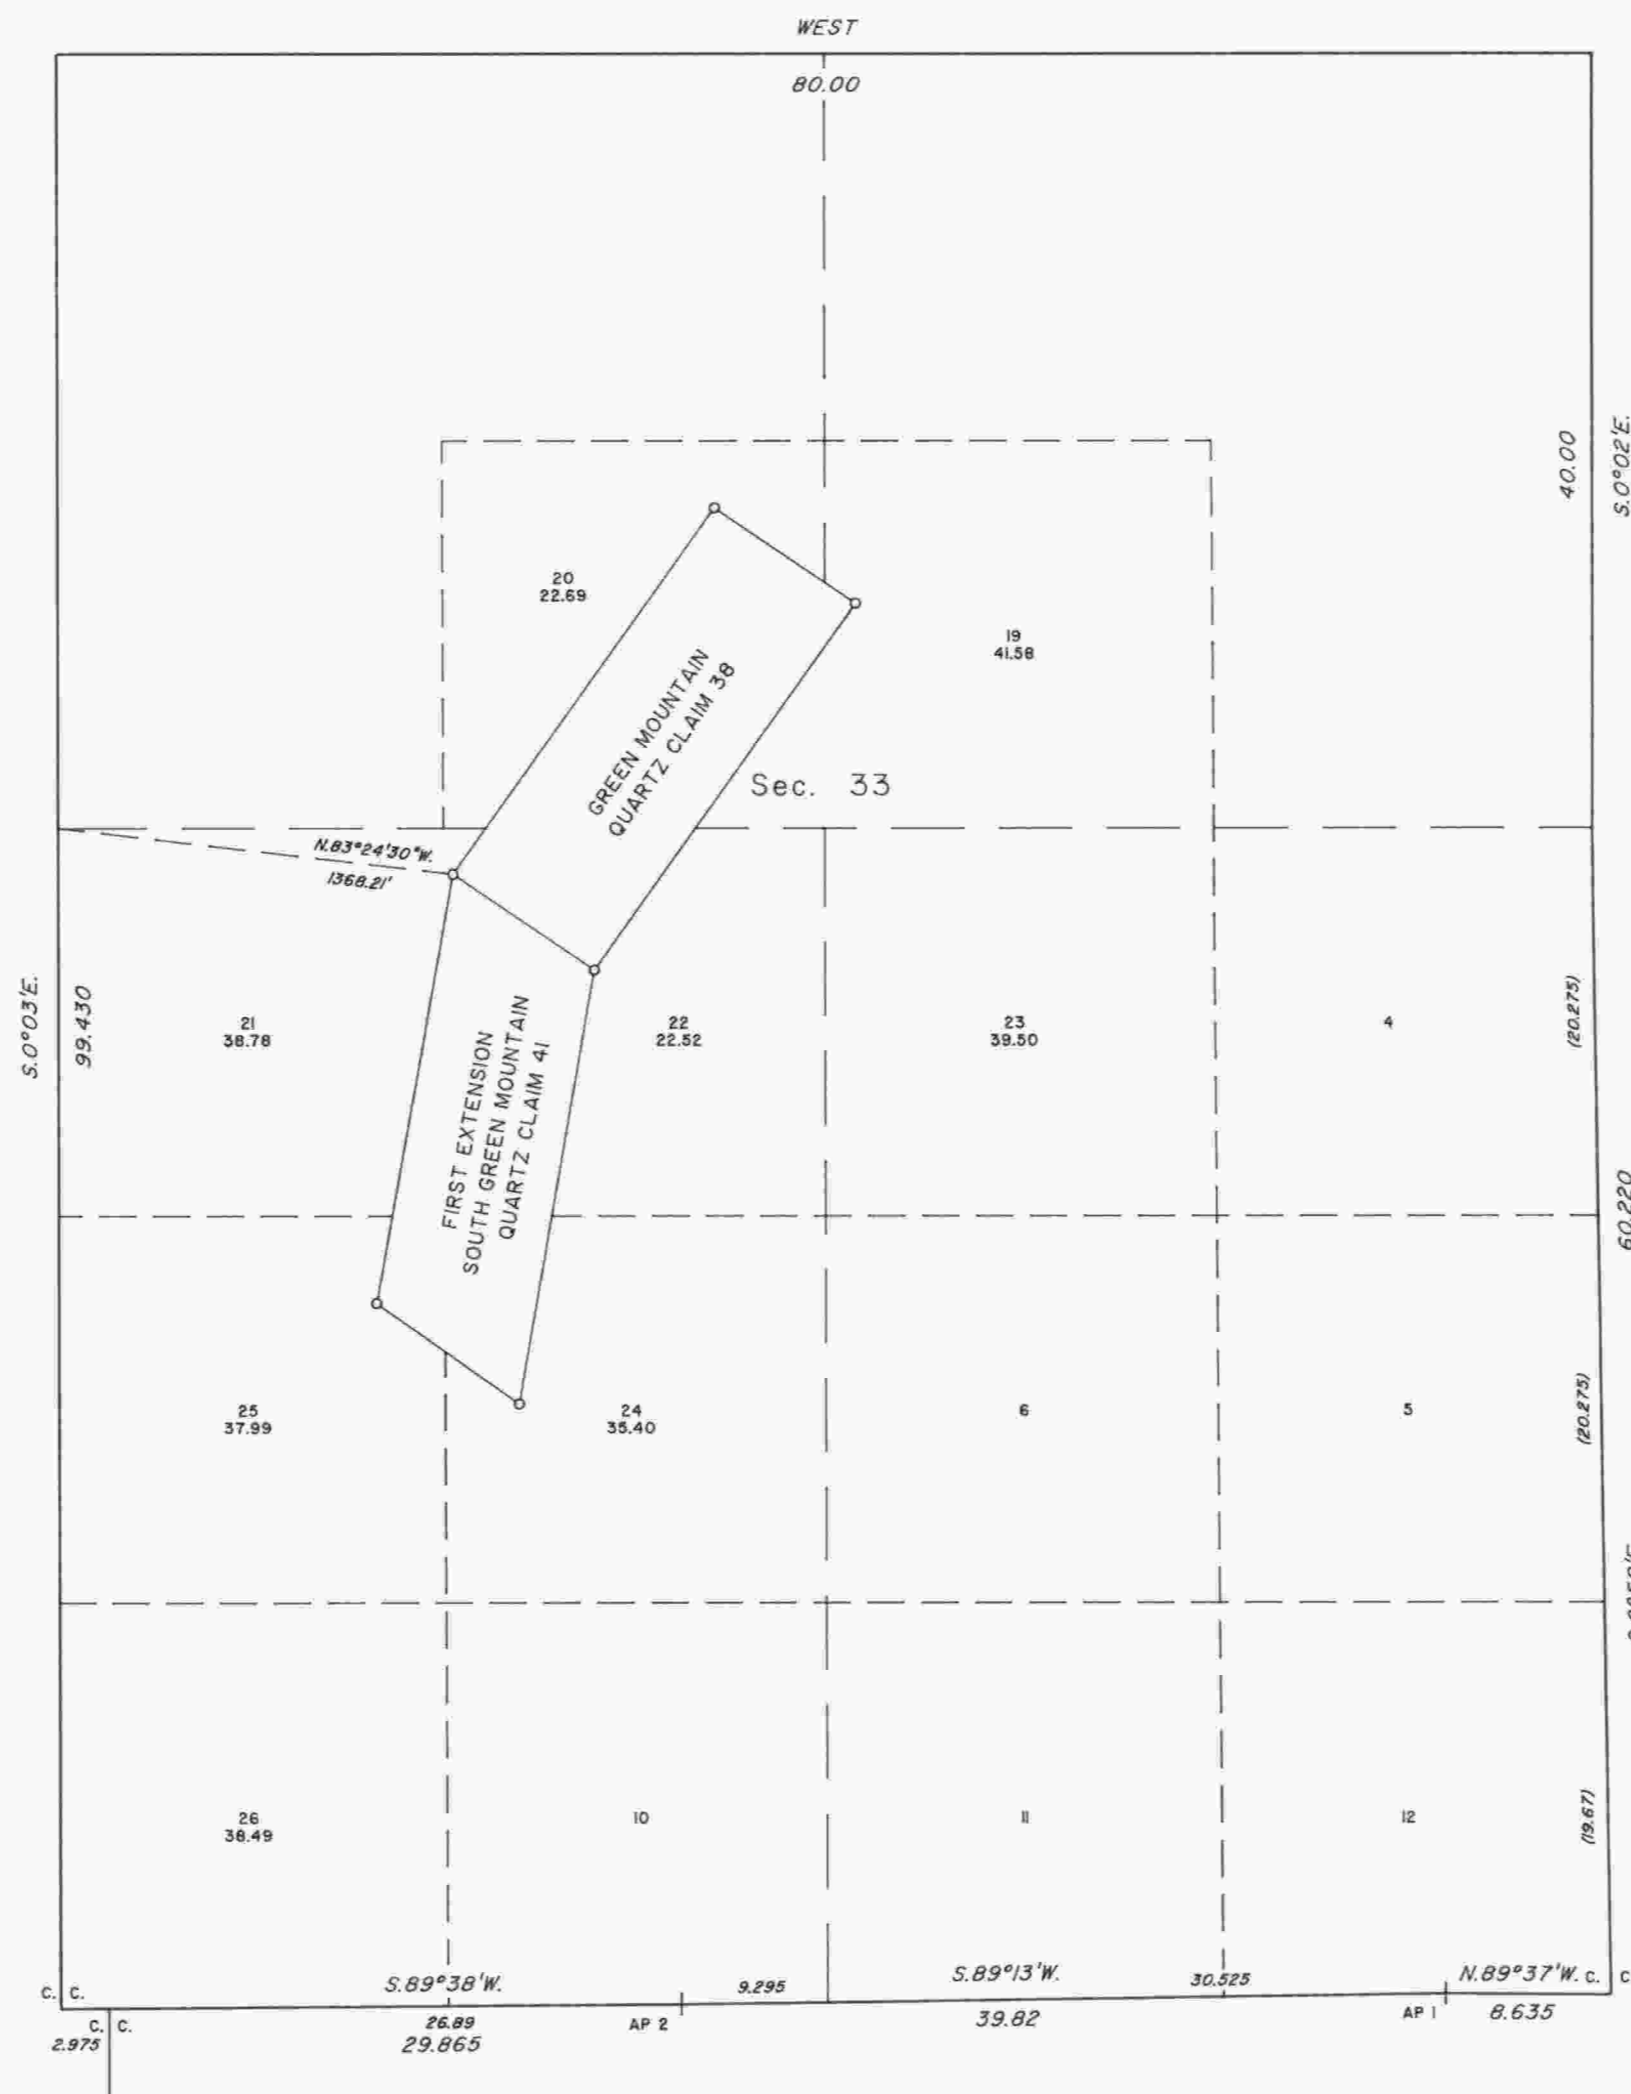 WEST
80.00
40.00
S.0°02'E.
20
22.69
19
41.58
GREEN MOUNTAIN
QUARTZ CLAIM 38
Sec. 33
N.83°24'30"W.
1368.21'
S.0°03'E.
99.430
21
38.78
22
22.52
23
39.50
4
(20.275)
FIRST EXTENSION
SOUTH GREEN MOUNTAIN
QUARTZ CLAIM 41
60.220
25
37.99
24
35.40
6
5
(20.275)
26
38.49
10
11
12
(19.67)
C. C.
S.89°38'W.
9.295
S.89°13'W.
30.525
N.89°37'W. C. C
C. C.
2.975
26.89
29.865
AP 2
39.82
AP 1
8.635